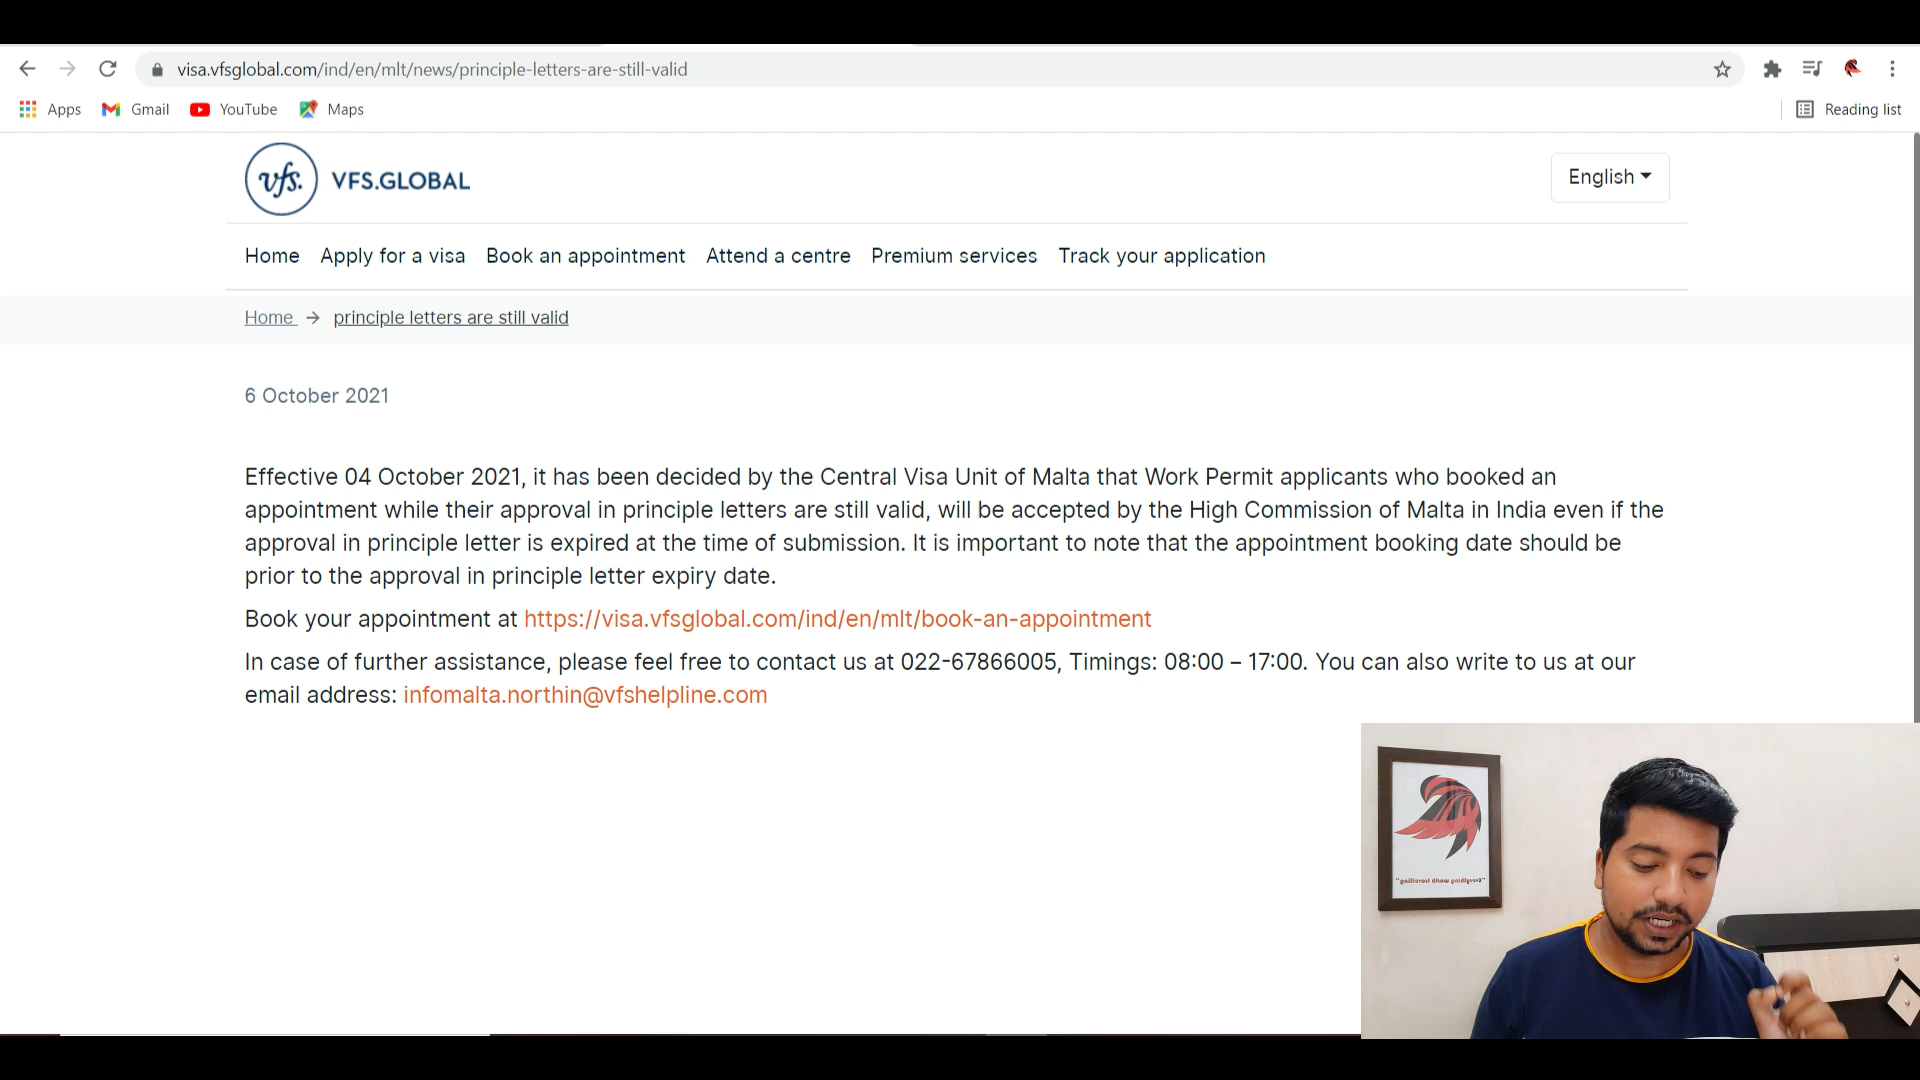 visa.vfsglobal.com/ind/en/mlt/news/principle-letters-are-still-valid
Apps Gmail YouTube Maps Reading list
vfs. VFS.GLOBAL English
Home Apply for a visa Book an appointment Attend a centre Premium services Track your application
Home → principle letters are still valid
6 October 2021
Effective 04 October 2021, it has been decided by the Central Visa Unit of Malta that Work Permit applicants who booked an
appointment while their approval in principle letters are still valid, will be accepted by the High Commission of Malta in India even if the
approval in principle letter is expired at the time of submission. It is important to note that the appointment booking date should be
prior to the approval in principle letter expiry date.
Book your appointment at https://visa.vfsglobal.com/ind/en/mlt/book-an-appointment
In case of further assistance, please feel free to contact us at 022-67866005, Timings: 08:00 – 17:00. You can also write to us at our
email address: infomalta.northin@vfshelpline.com